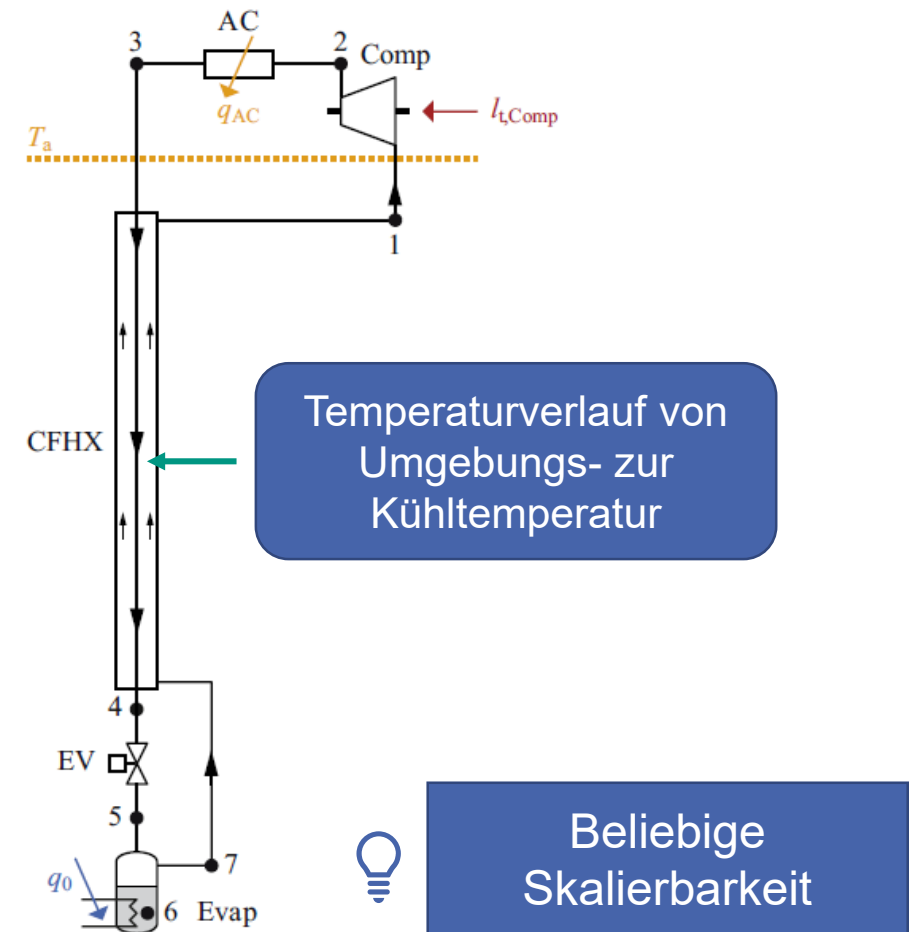 AC
3
2
Comp
q_AC
l_t,Comp
T_a
1
CFHX
Temperaturverlauf von
Umgebungs- zur
Kühltemperatur
4
EV
5
7
q_0
6 Evap
Beliebige
Skalierbarkeit